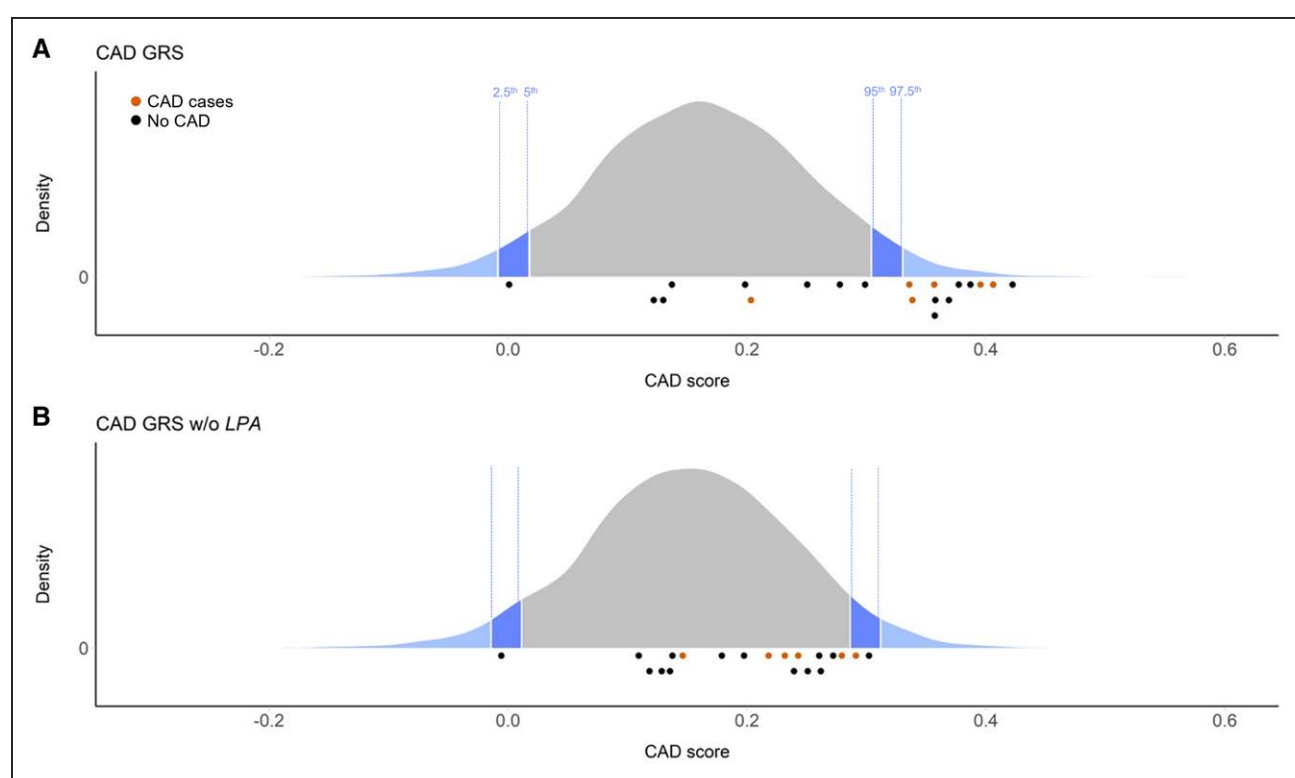 A
CAD GRS
CAD cases
No CAD
2.5th 5th 95th 97.5th
Density
0
-0.2 0.0 0.2 0.4 0.6
CAD score
B
CAD GRS w/o LPA
Density
0
-0.2 0.0 0.2 0.4 0.6
CAD score